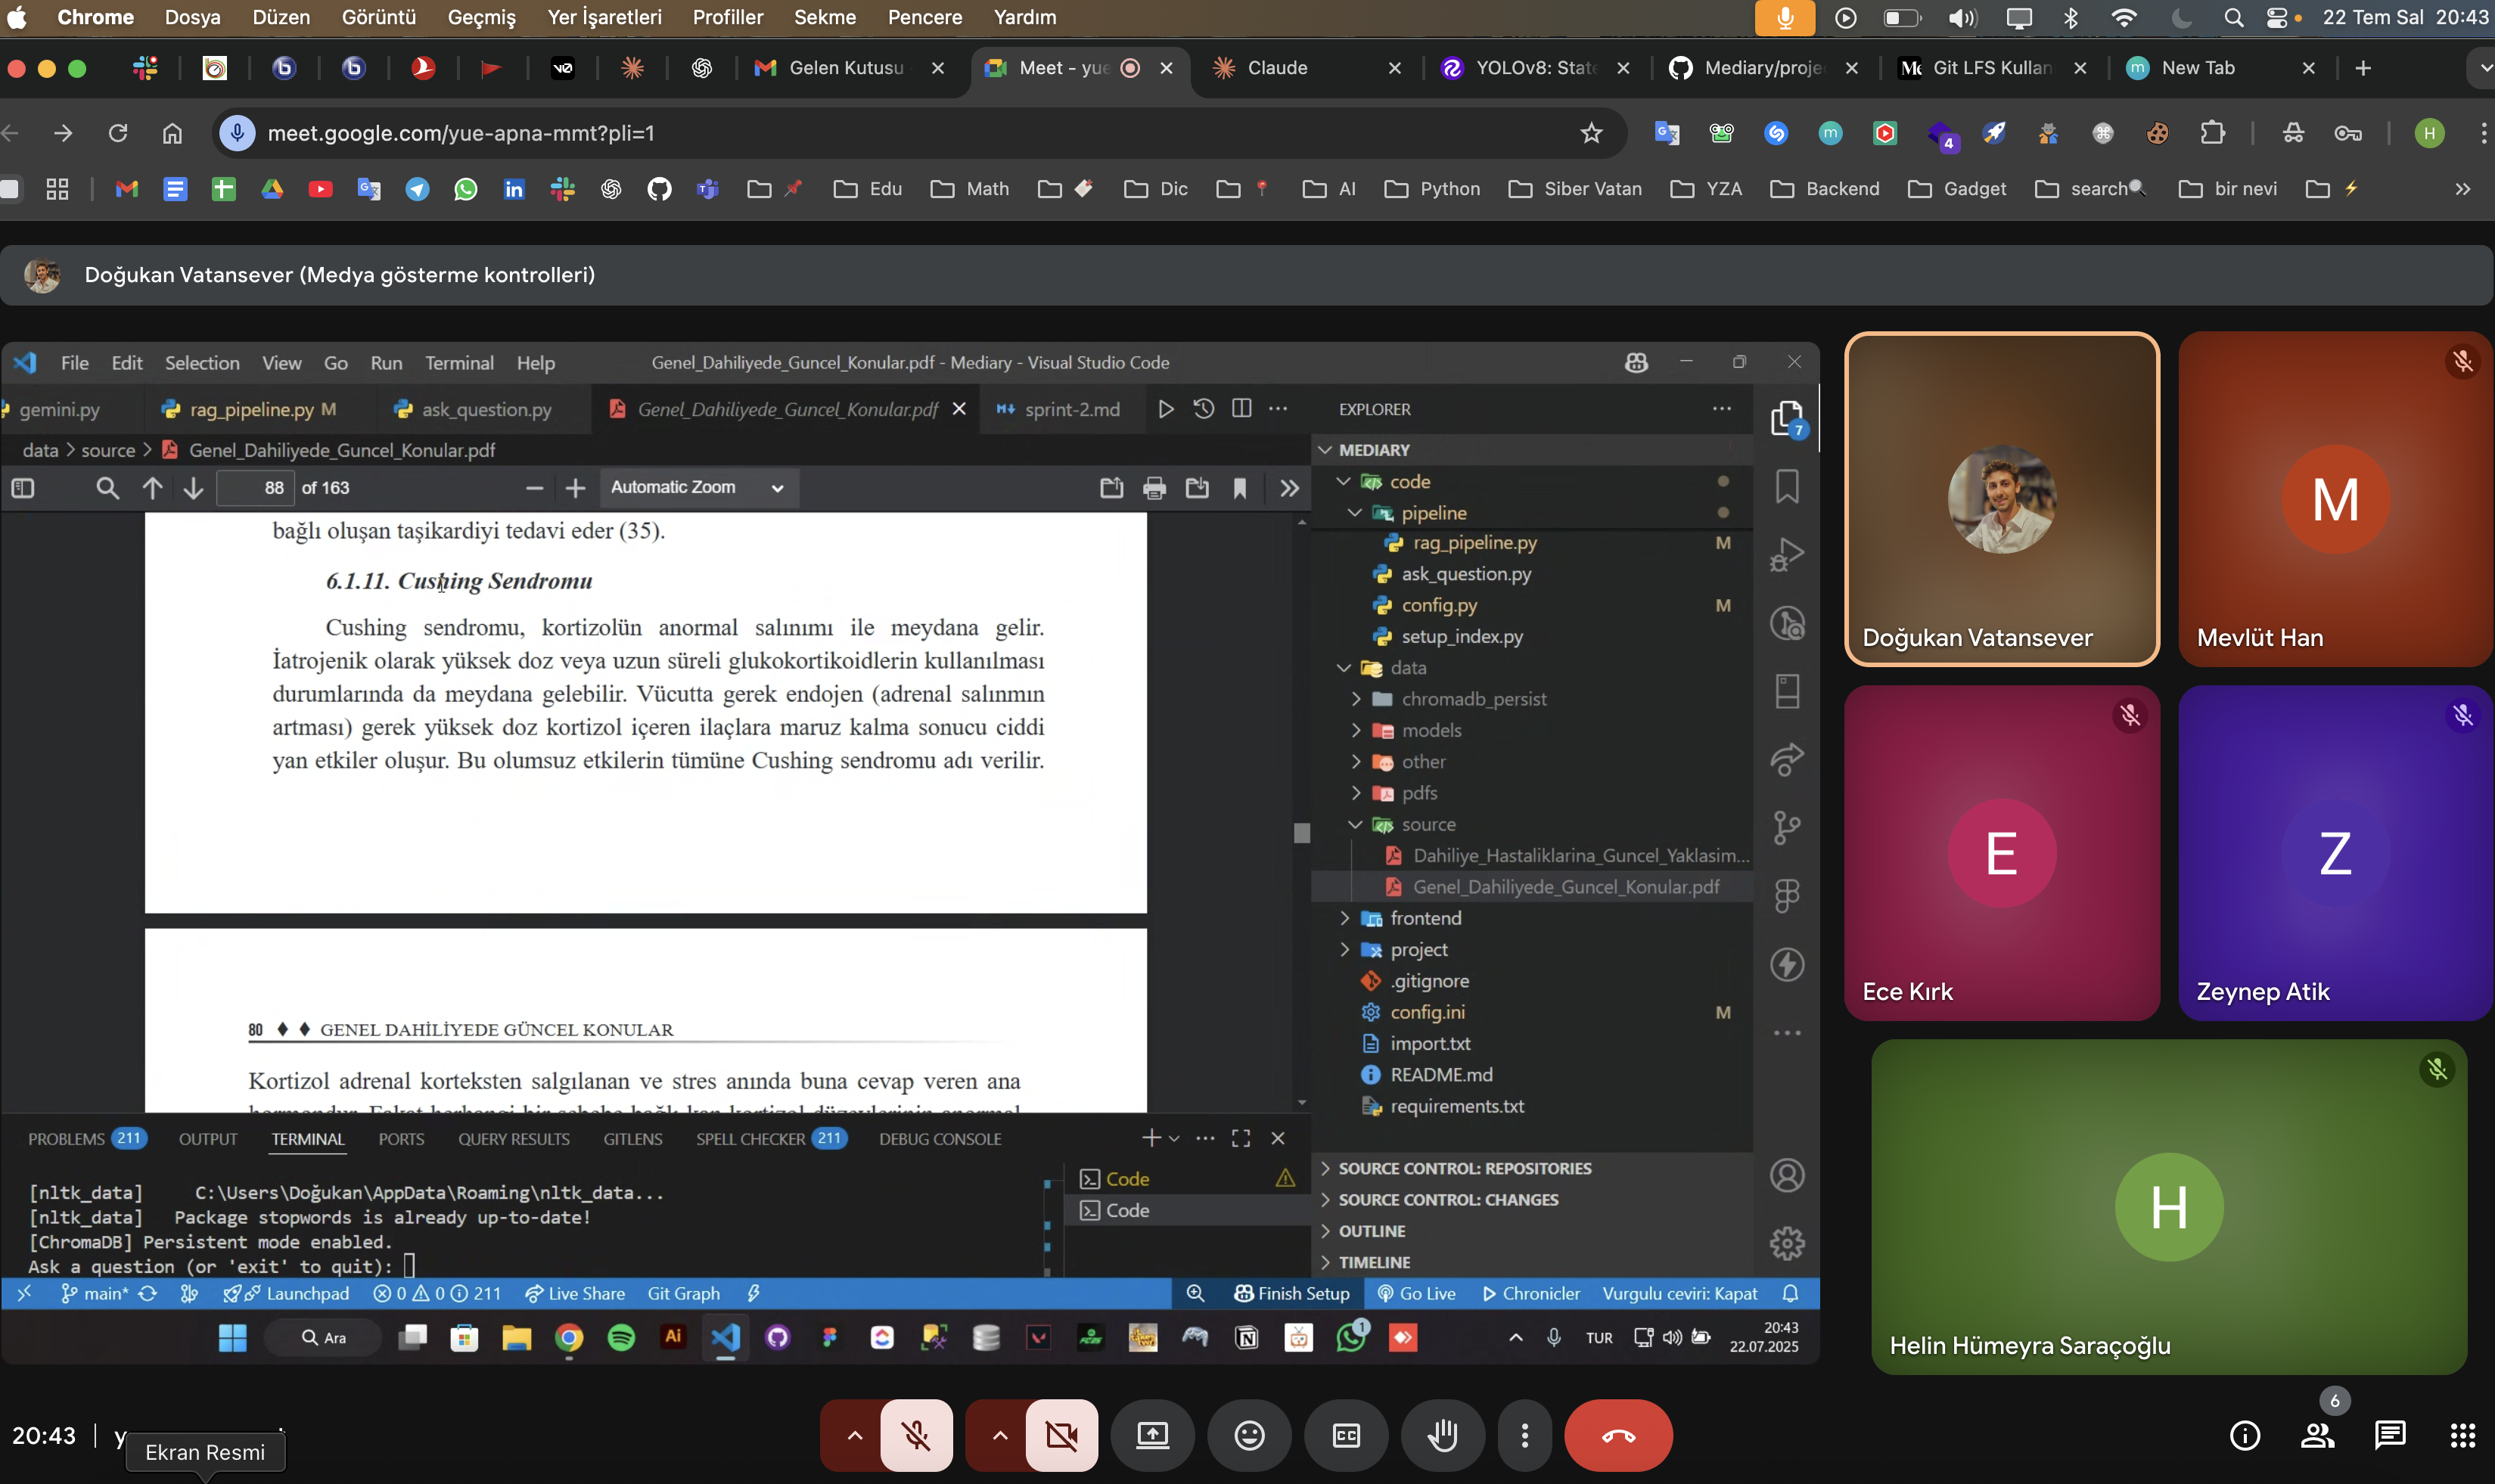 Chrome Dosya Düzen Görüntü Geçmiş Yer İşaretleri Profiller Sekme Pencere Yardım 22 Tem Sal 20:43
Gelen Kutusu Meet - yue Claude YOLOv8: State Mediary/proje Git LFS Kullan New Tab
meet.google.com/yue-apna-mmt?pli=1
4 H
Edu Math Dic AI Python Siber Vatan YZA Backend Gadget search bir nevi
Doğukan Vatansever (Medya gösterme kontrolleri)
File Edit Selection View Go Run Terminal Help Genel_Dahiliyede_Guncel_Konular.pdf - Mediary - Visual Studio Code
gemini.py rag_pipeline.py M ask_question.py Genel_Dahiliyede_Guncel_Konular.pdf sprint-2.md
data > source > Genel_Dahiliyede_Guncel_Konular.pdf
88 of 163 Automatic Zoom
bağlı oluşan taşikardiyi tedavi eder (35).
6.1.11. Cushing Sendromu
Cushing sendromu, kortizolün anormal salınımı ile meydana gelir.
İatrojenik olarak yüksek doz veya uzun süreli glukokortikoidlerin kullanılması
durumlarında da meydana gelebilir. Vücutta gerek endojen (adrenal salınmın
artması) gerek yüksek doz kortizol içeren ilaçlara maruz kalma sonucu ciddi
yan etkiler oluşur. Bu olumsuz etkilerin tümüne Cushing sendromu adı verilir.
80 ♦ ♦ GENEL DAHİLİYEDE GÜNCEL KONULAR
Kortizol adrenal korteksten salgılanan ve stres anında buna cevap veren ana
EXPLORER
7
MEDIARY
code
pipeline
rag_pipeline.py M
ask_question.py
config.py M
setup_index.py
data
chromadb_persist
models
other
pdfs
source
Dahiliye_Hastaliklarina_Guncel_Yaklasim...
Genel_Dahiliyede_Guncel_Konular.pdf
frontend
project
.gitignore
config.ini M
import.txt
README.md
requirements.txt
SOURCE CONTROL: REPOSITORIES
SOURCE CONTROL: CHANGES
OUTLINE
TIMELINE
PROBLEMS 211 OUTPUT TERMINAL PORTS QUERY RESULTS GITLENS SPELL CHECKER 211 DEBUG CONSOLE
[nltk_data] C:\Users\Doğukan\AppData\Roaming\nltk_data...
[nltk_data] Package stopwords is already up-to-date!
[ChromaDB] Persistent mode enabled.
Ask a question (or 'exit' to quit):
Code
Code
main* Launchpad 0 0 211 Live Share Git Graph Finish Setup Go Live Chronicler Vurgulu ceviri: Kapat
Ara Ai 1 TUR 20:43
22.07.2025
Doğukan Vatansever
M
Mevlüt Han
E
Ece Kırk
Z
Zeynep Atik
H
Helin Hümeyra Saraçoğlu
20:43
Ekran Resmi
CC
6